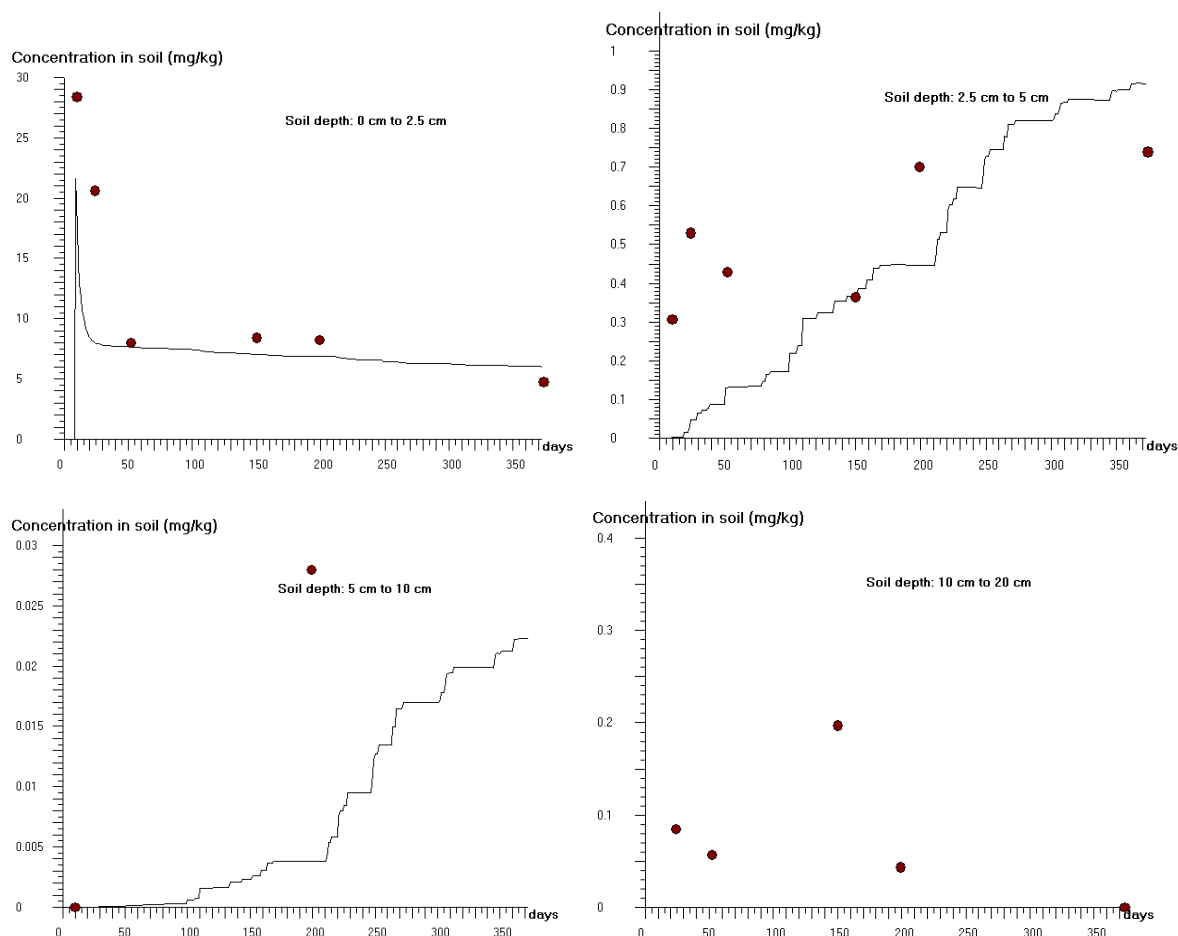 Concentration in soil (mg/kg)
30
25
20
15
10
5
0
Soil depth: 0 cm to 2.5 cm
0 50 100 150 200 250 300 350 days
Concentration in soil (mg/kg)
1
0.9
0.8
0.7
0.6
0.5
0.4
0.3
0.2
0.1
0
Soil depth: 2.5 cm to 5 cm
0 50 100 150 200 250 300 350 days
Concentration in soil (mg/kg)
0.03
0.025
0.02
0.015
0.01
0.005
0
Soil depth: 5 cm to 10 cm
0 50 100 150 200 250 300 350 days
Concentration in soil (mg/kg)
0.4
0.3
0.2
0.1
0
Soil depth: 10 cm to 20 cm
0 50 100 150 200 250 300 350 days